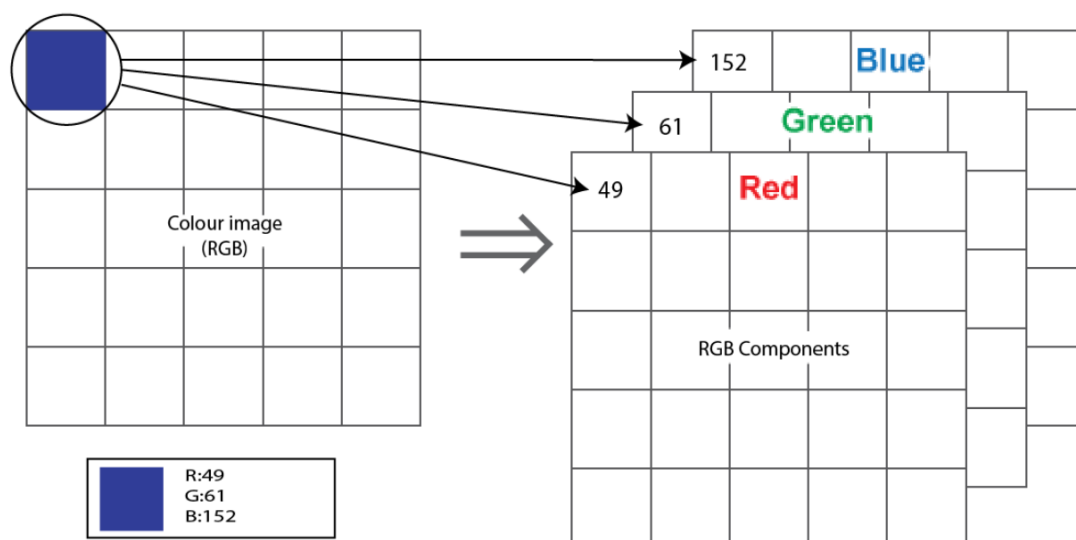 152
Blue
61
Green
49
Red
Colour image
(RGB)
RGB Components
R:49
G:61
B:152